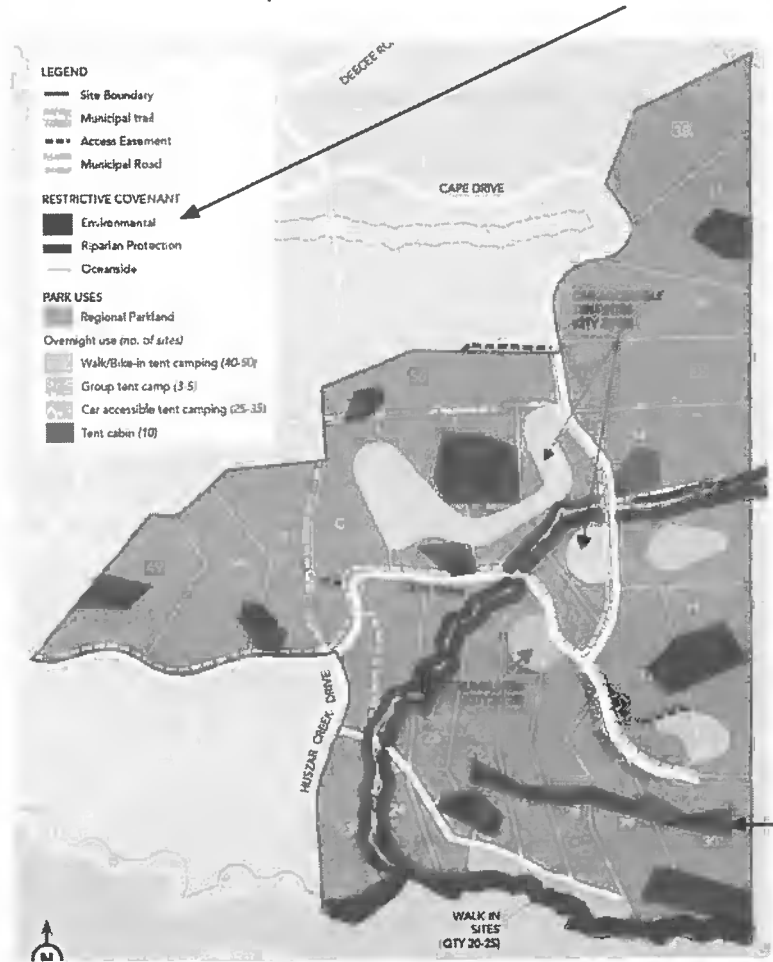 DEECEE
LEGEND
Site Boundary
Municipal trail
Access Easement
Municipal Road
CAPE DRIVE
RESTRICTIVE COVENANT
Environmental
Riparian Protection
Oceanside
PARK USES
Regional Parkland
Overnight use (no. of sites)
Walk/Bike-in tent camping (40-50)
Group tent camp (3-5)
Car accessible tent camping (25-35)
Tent cabin (10)
49
HUSZAR CREEK DRIVE
WALK IN
SITES
(QTY 20-25)
N